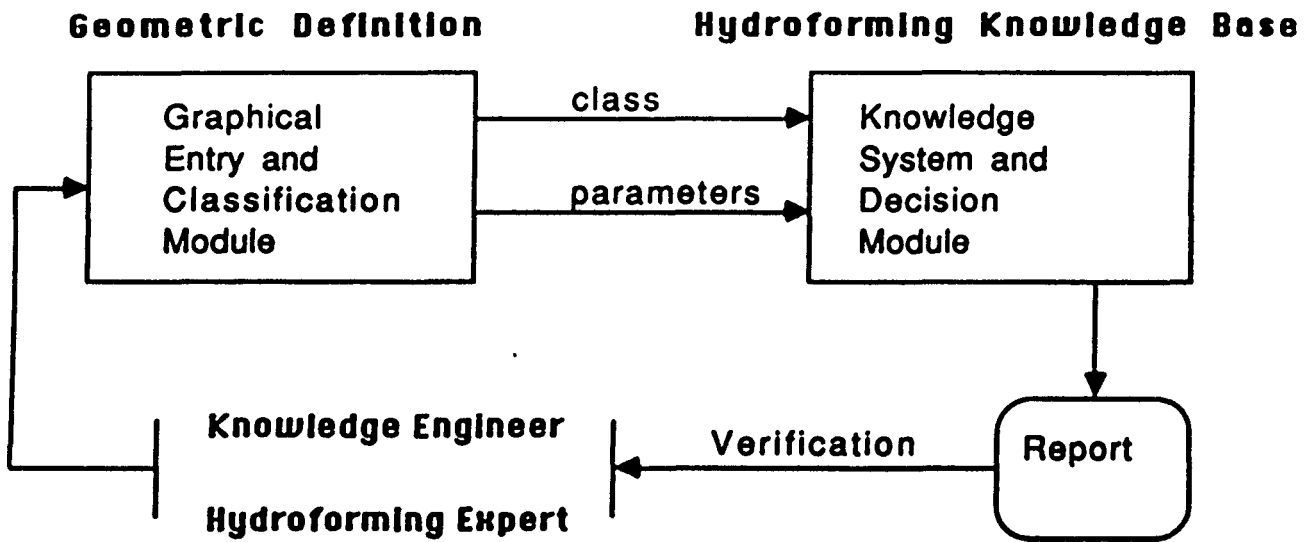 Geometric Definition
Hydroforming Knowledge Base
Graphical
Entry and
Classification
Module
class
parameters
Knowledge
System and
Decision
Module
Knowledge Engineer
Hydroforming Expert
Verification
Report